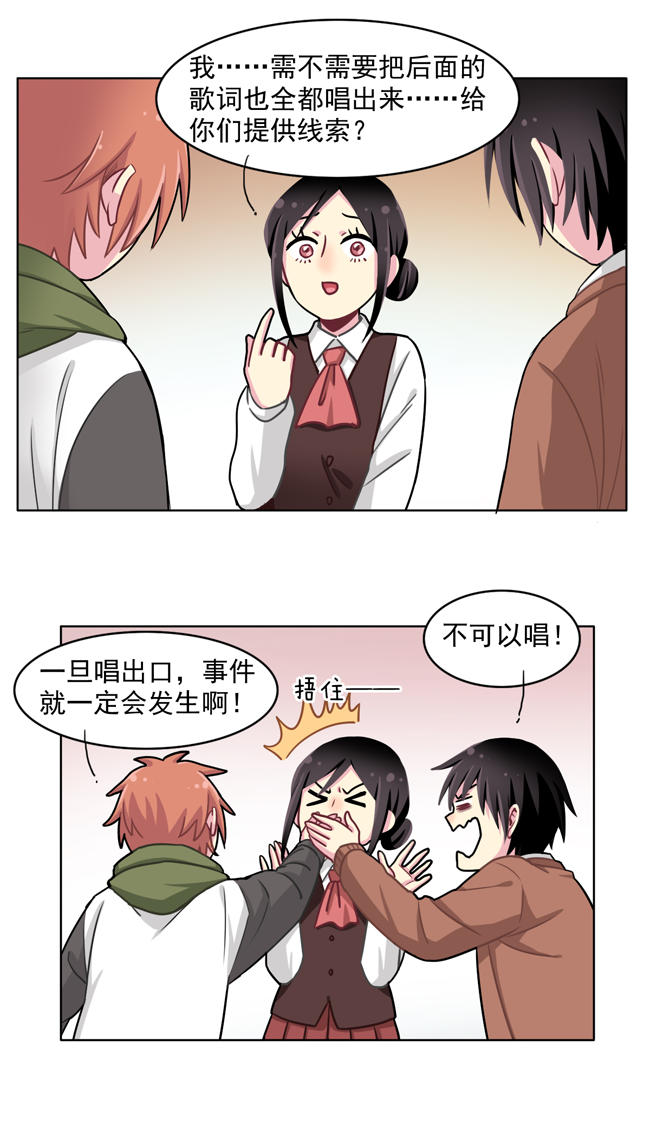 我……需不需要把后面的
歌词也全都唱出来……给
你们提供线索？
不可以唱！
一旦唱出口，事件
就一定会发生啊！
捂住——